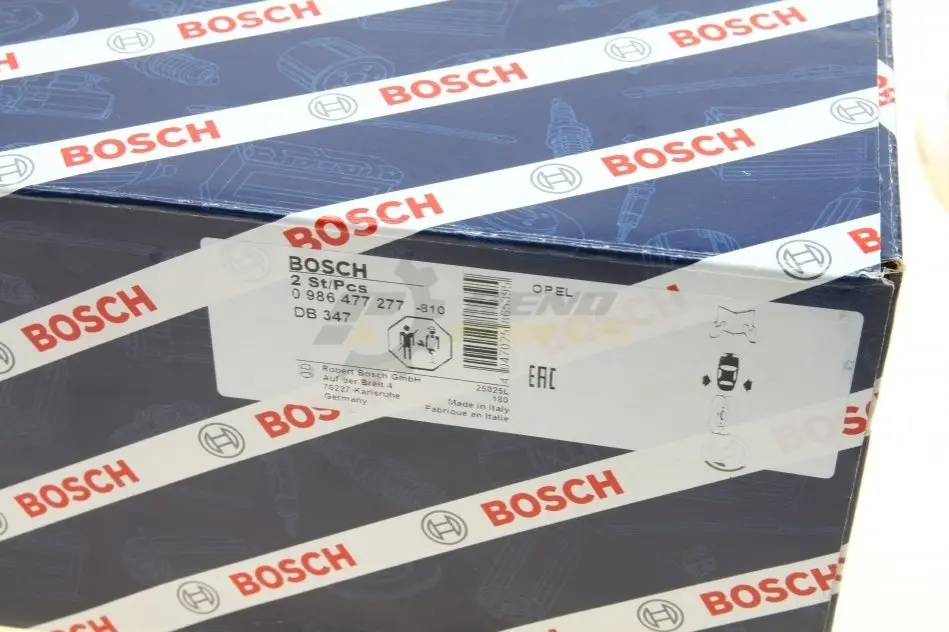 BOSCH
BOSCH
BOSCH
BOSCH
BOSCH
BOSCH
BOSCH
BOSCH
2 St/Pcs
0 986 477 277 -810
DB 347
OPEL
EAC
Robert Bosch GmbH
Auf der Breit 4
76227 Karlsruhe
Germany
25025L
180
Made in Italy
Fabrique en Italie
BOSCH
BOSCH
BOSCH
BOSCH
BOSCH